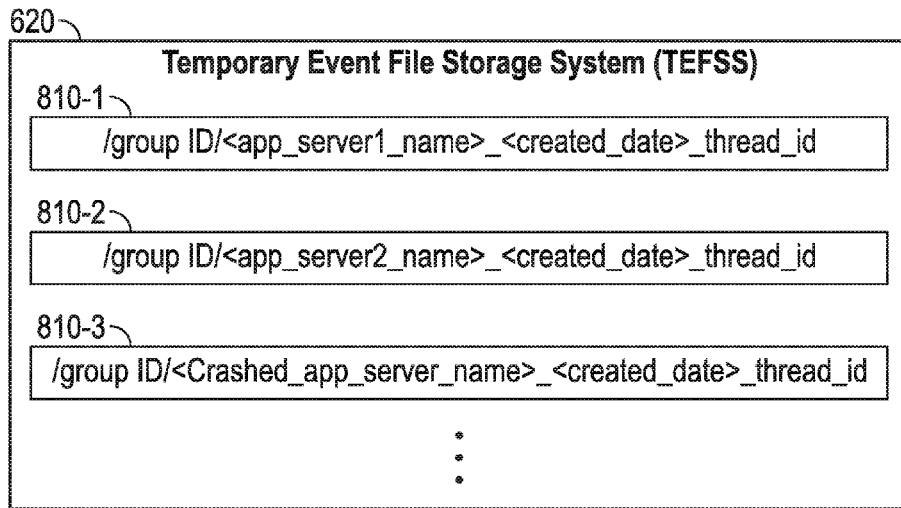 620
Temporary Event File Storage System (TEFSS)
810-1
/group ID/<app_server1_name>_<created_date>_thread_id
810-2
/group ID/<app_server2_name>_<created_date>_thread_id
810-3
/group ID/<Crashed_app_server_name>_<created_date>_thread_id